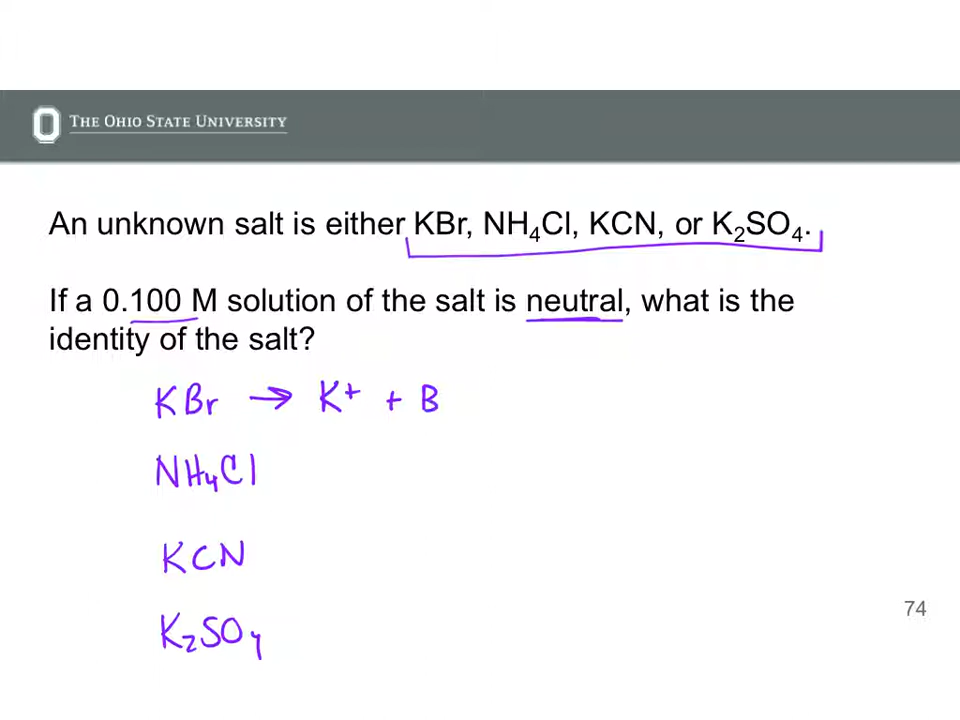 THE OHIO STATE UNIVERSITY
An unknown salt is either KBr, NH₄Cl, KCN, or K₂SO₄.
If a 0.100 M solution of the salt is neutral, what is the
identity of the salt?
KBr → K⁺ + B
NH₄Cl
KCN
K₂SO₄
74